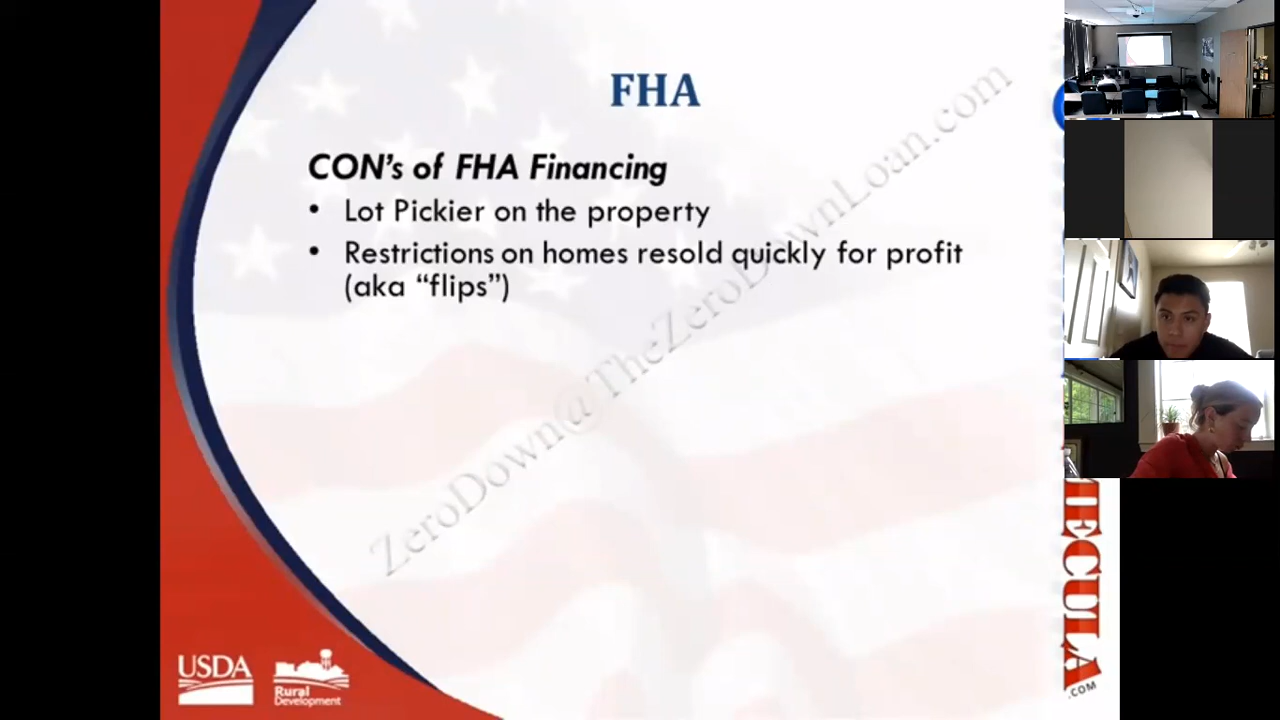 FHA
CON’s of FHA Financing
• Lot Pickier on the property
• Restrictions on homes resold quickly for profit
(aka “flips”)
ZeroDown@TheZeroDownLoan.com
USDA
Rural
Development
MECULA
.COM